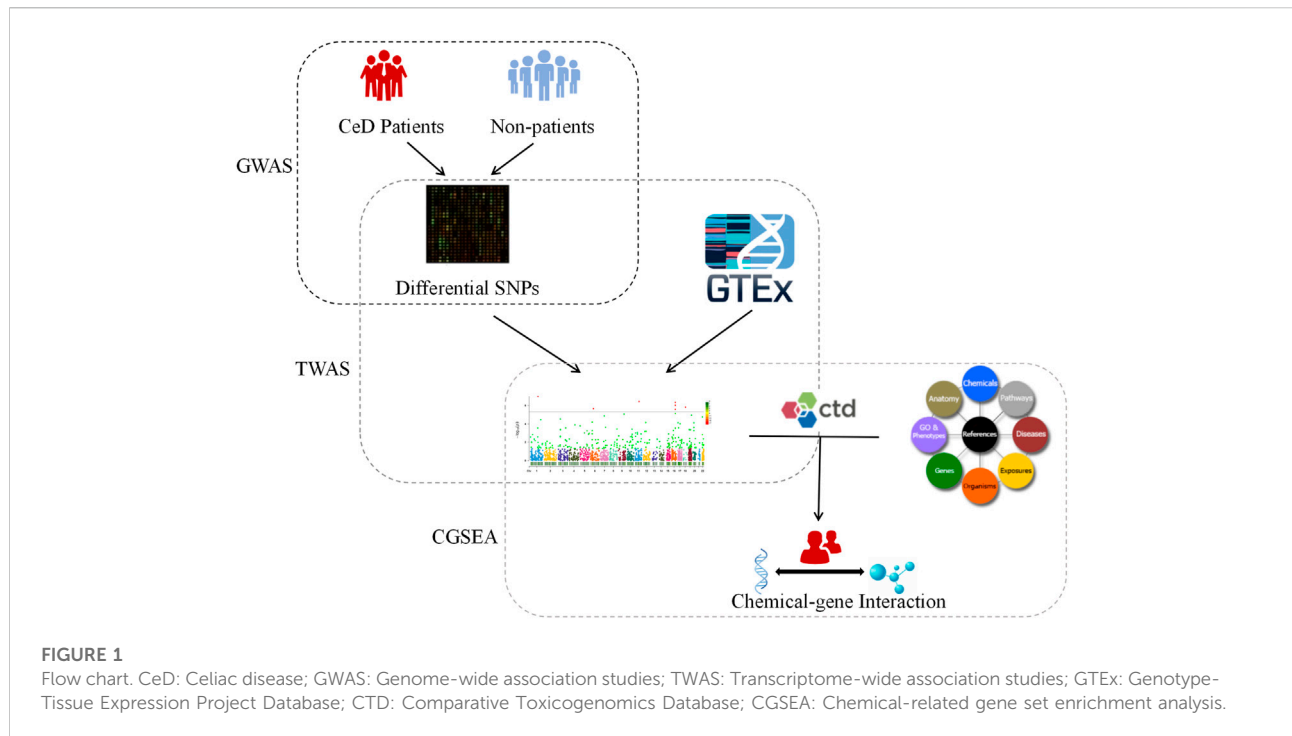 CeD Patients
Non-patients
GWAS
Differential SNPs
GTEx
TWAS
ctd
Chemicals
Anatomy
Pathways
GO &
Phenotypes
References
Diseases
Genes
Exposures
Organisms
CGSEA
Chemical-gene Interaction
FIGURE 1
Flow chart. CeD: Celiac disease; GWAS: Genome-wide association studies; TWAS: Transcriptome-wide association studies; GTEx: Genotype-
Tissue Expression Project Database; CTD: Comparative Toxicogenomics Database; CGSEA: Chemical-related gene set enrichment analysis.